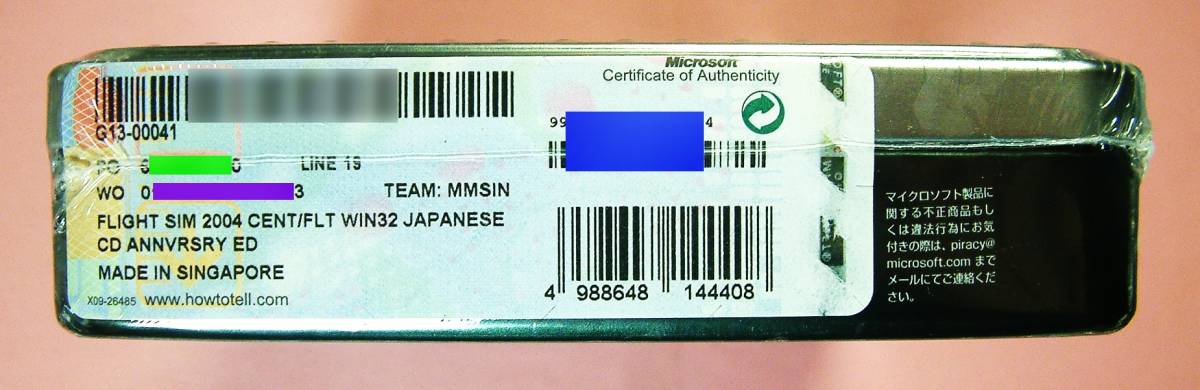 G13-00041
LINE 19
WO
TEAM: MMSIN
FLIGHT SIM 2004 CENT/FLT WIN32 JAPANESE
CD ANNVRSRY ED
MADE IN SINGAPORE
X09-26485 www.howtotell.com
Microsoft
Certificate of Authenticity
4 988648 144408
マイクロソフト製品に
関する不正商品もし
くは違法行為にお気
付きの際は、piracy@
microsoft.com まで
メールにてご連絡くだ
さい。